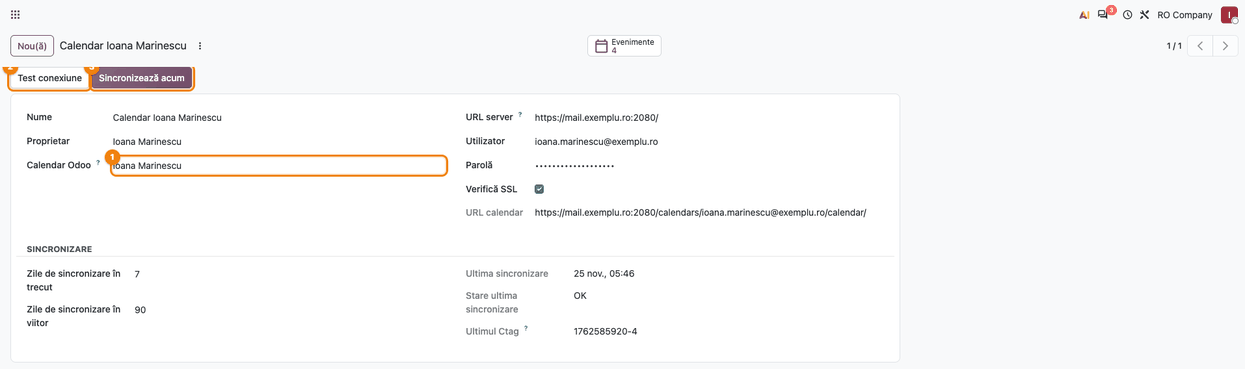 AI 3 RO Company I
Nou(ă) Calendar Ioana Marinescu Evenimente 4 1 / 1
Test conexiune Sincronizează acum
Nume Calendar Ioana Marinescu URL server ? https://mail.exemplu.ro:2080/
Proprietar Ioana Marinescu Utilizator ioana.marinescu@exemplu.ro
Calendar Odoo ? 1 Ioana Marinescu Parolă ••••••••••••••••••
Verifică SSL
URL calendar https://mail.exemplu.ro:2080/calendars/ioana.marinescu@exemplu.ro/calendar/
SINCRONIZARE
Zile de sincronizare în trecut 7 Ultima sincronizare 25 nov., 05:46
Stare ultima sincronizare OK
Zile de sincronizare în viitor 90
Ultimul Ctag ? 1762585920-4